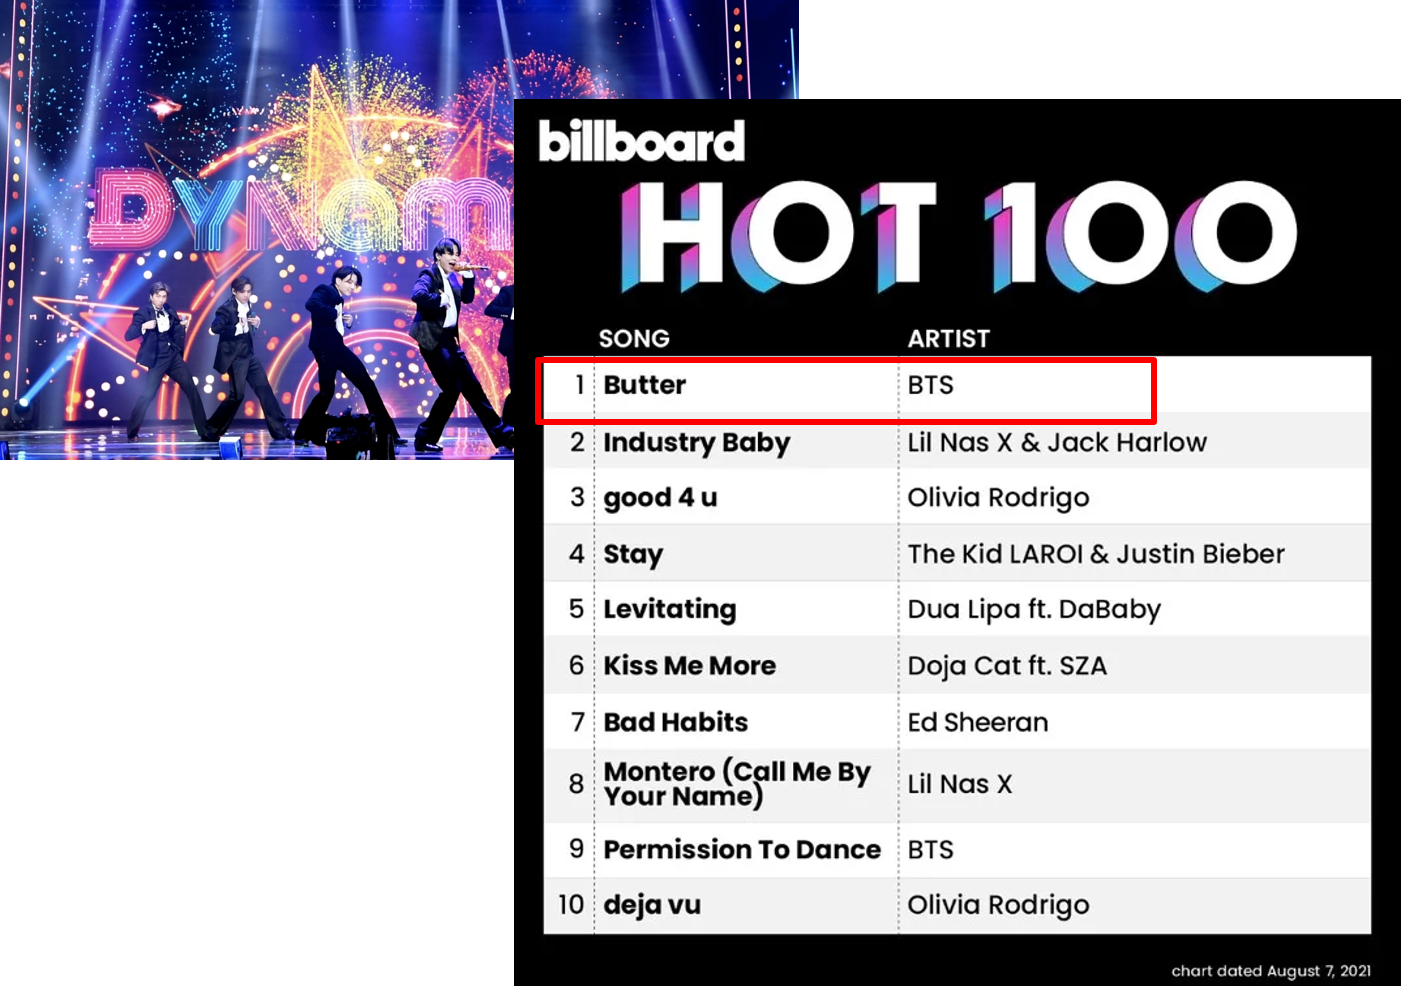 DYNAM
billboard
HOT 100
SONG ARTIST
1 Butter BTS
2 Industry Baby Lil Nas X & Jack Harlow
3 good 4 u Olivia Rodrigo
4 Stay The Kid LAROI & Justin Bieber
5 Levitating Dua Lipa ft. DaBaby
6 Kiss Me More Doja Cat ft. SZA
7 Bad Habits Ed Sheeran
8 Montero (Call Me By
Your Name) Lil Nas X
9 Permission To Dance BTS
10 deja vu Olivia Rodrigo
chart dated August 7, 2021